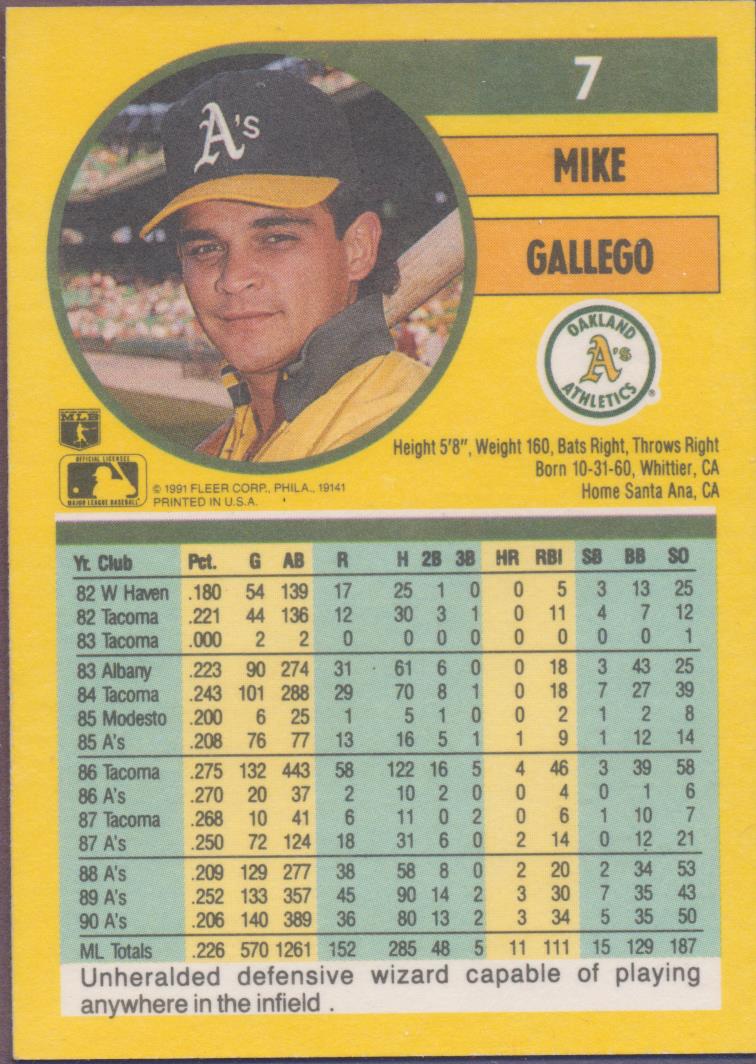 7
A's
MIKE
GALLEGO
OAKLAND
A's
ATHLETICS
®
MLB
Height 5'8", Weight 160, Bats Right, Throws Right
Born 10-31-60, Whittier, CA
Home Santa Ana, CA
OFFICIAL LICENSEE
MAJOR LEAGUE BASEBALL
© 1991 FLEER CORP., PHILA., 19141
PRINTED IN U.S.A.
Yr. Club Pct. G AB R H 2B 3B HR RBI SB BB SO
82 W Haven .180 54 139 17 25 1 0 0 5 3 13 25
82 Tacoma .221 44 136 12 30 3 1 0 11 4 7 12
83 Tacoma .000 2 2 0 0 0 0 0 0 0 0 1
83 Albany .223 90 274 31 61 6 0 0 18 3 43 25
84 Tacoma .243 101 288 29 70 8 1 0 18 7 27 39
85 Modesto .200 6 25 1 5 1 0 0 2 1 2 8
85 A's .208 76 77 13 16 5 1 1 9 1 12 14
86 Tacoma .275 132 443 58 122 16 5 4 46 3 39 58
86 A's .270 20 37 2 10 2 0 0 4 0 1 6
87 Tacoma .268 10 41 6 11 0 2 0 6 1 10 7
87 A's .250 72 124 18 31 6 0 2 14 0 12 21
88 A's .209 129 277 38 58 8 0 2 20 2 34 53
89 A's .252 133 357 45 90 14 2 3 30 7 35 43
90 A's .206 140 389 36 80 13 2 3 34 5 35 50
ML Totals .226 570 1261 152 285 48 5 11 111 15 129 187
Unheralded defensive wizard capable of playing
anywhere in the infield .